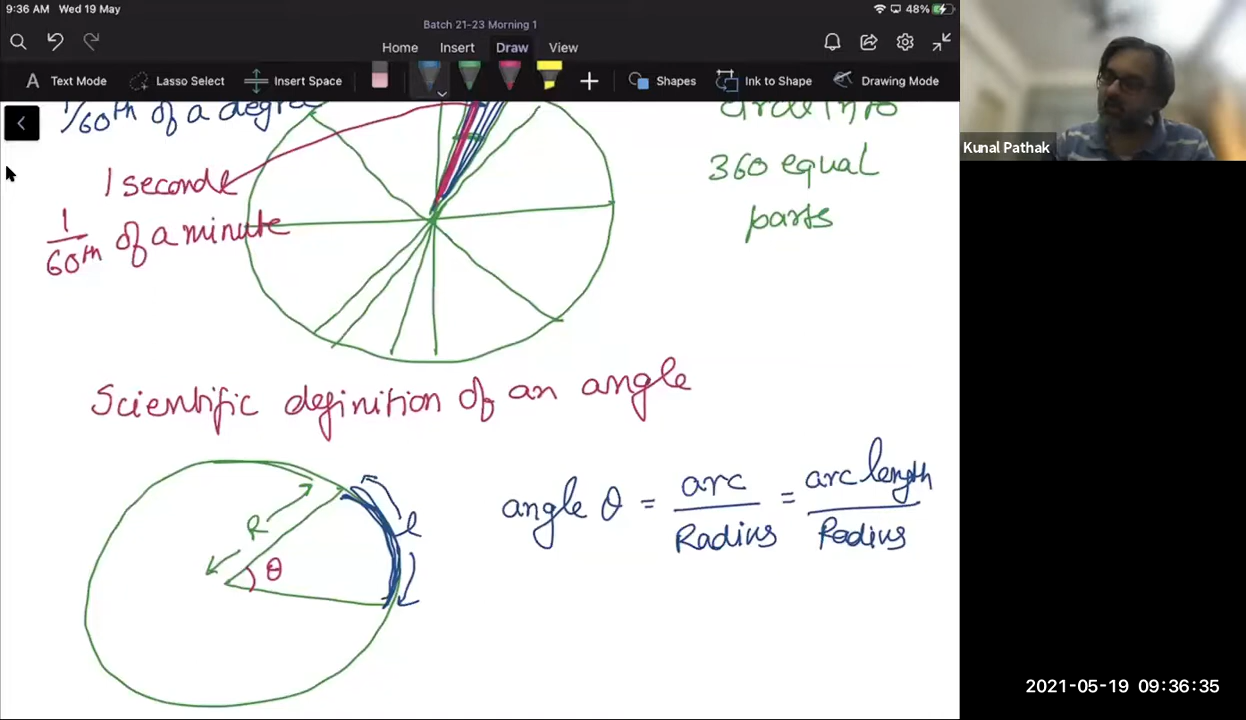 9:36 AM Wed 19 May
48%
Batch 21-23 Morning 1
Home Insert Draw View
Text Mode Lasso Select Insert Space Shapes Ink to Shape Drawing Mode
1/60th of a degree
circle into
360 equal
parts
1 second
1/60th of a minute
Kunal Pathak
Scientific definition of an angle
R
θ
l
angle θ = arc/Radius = arc length/Radius
2021-05-19 09:36:35